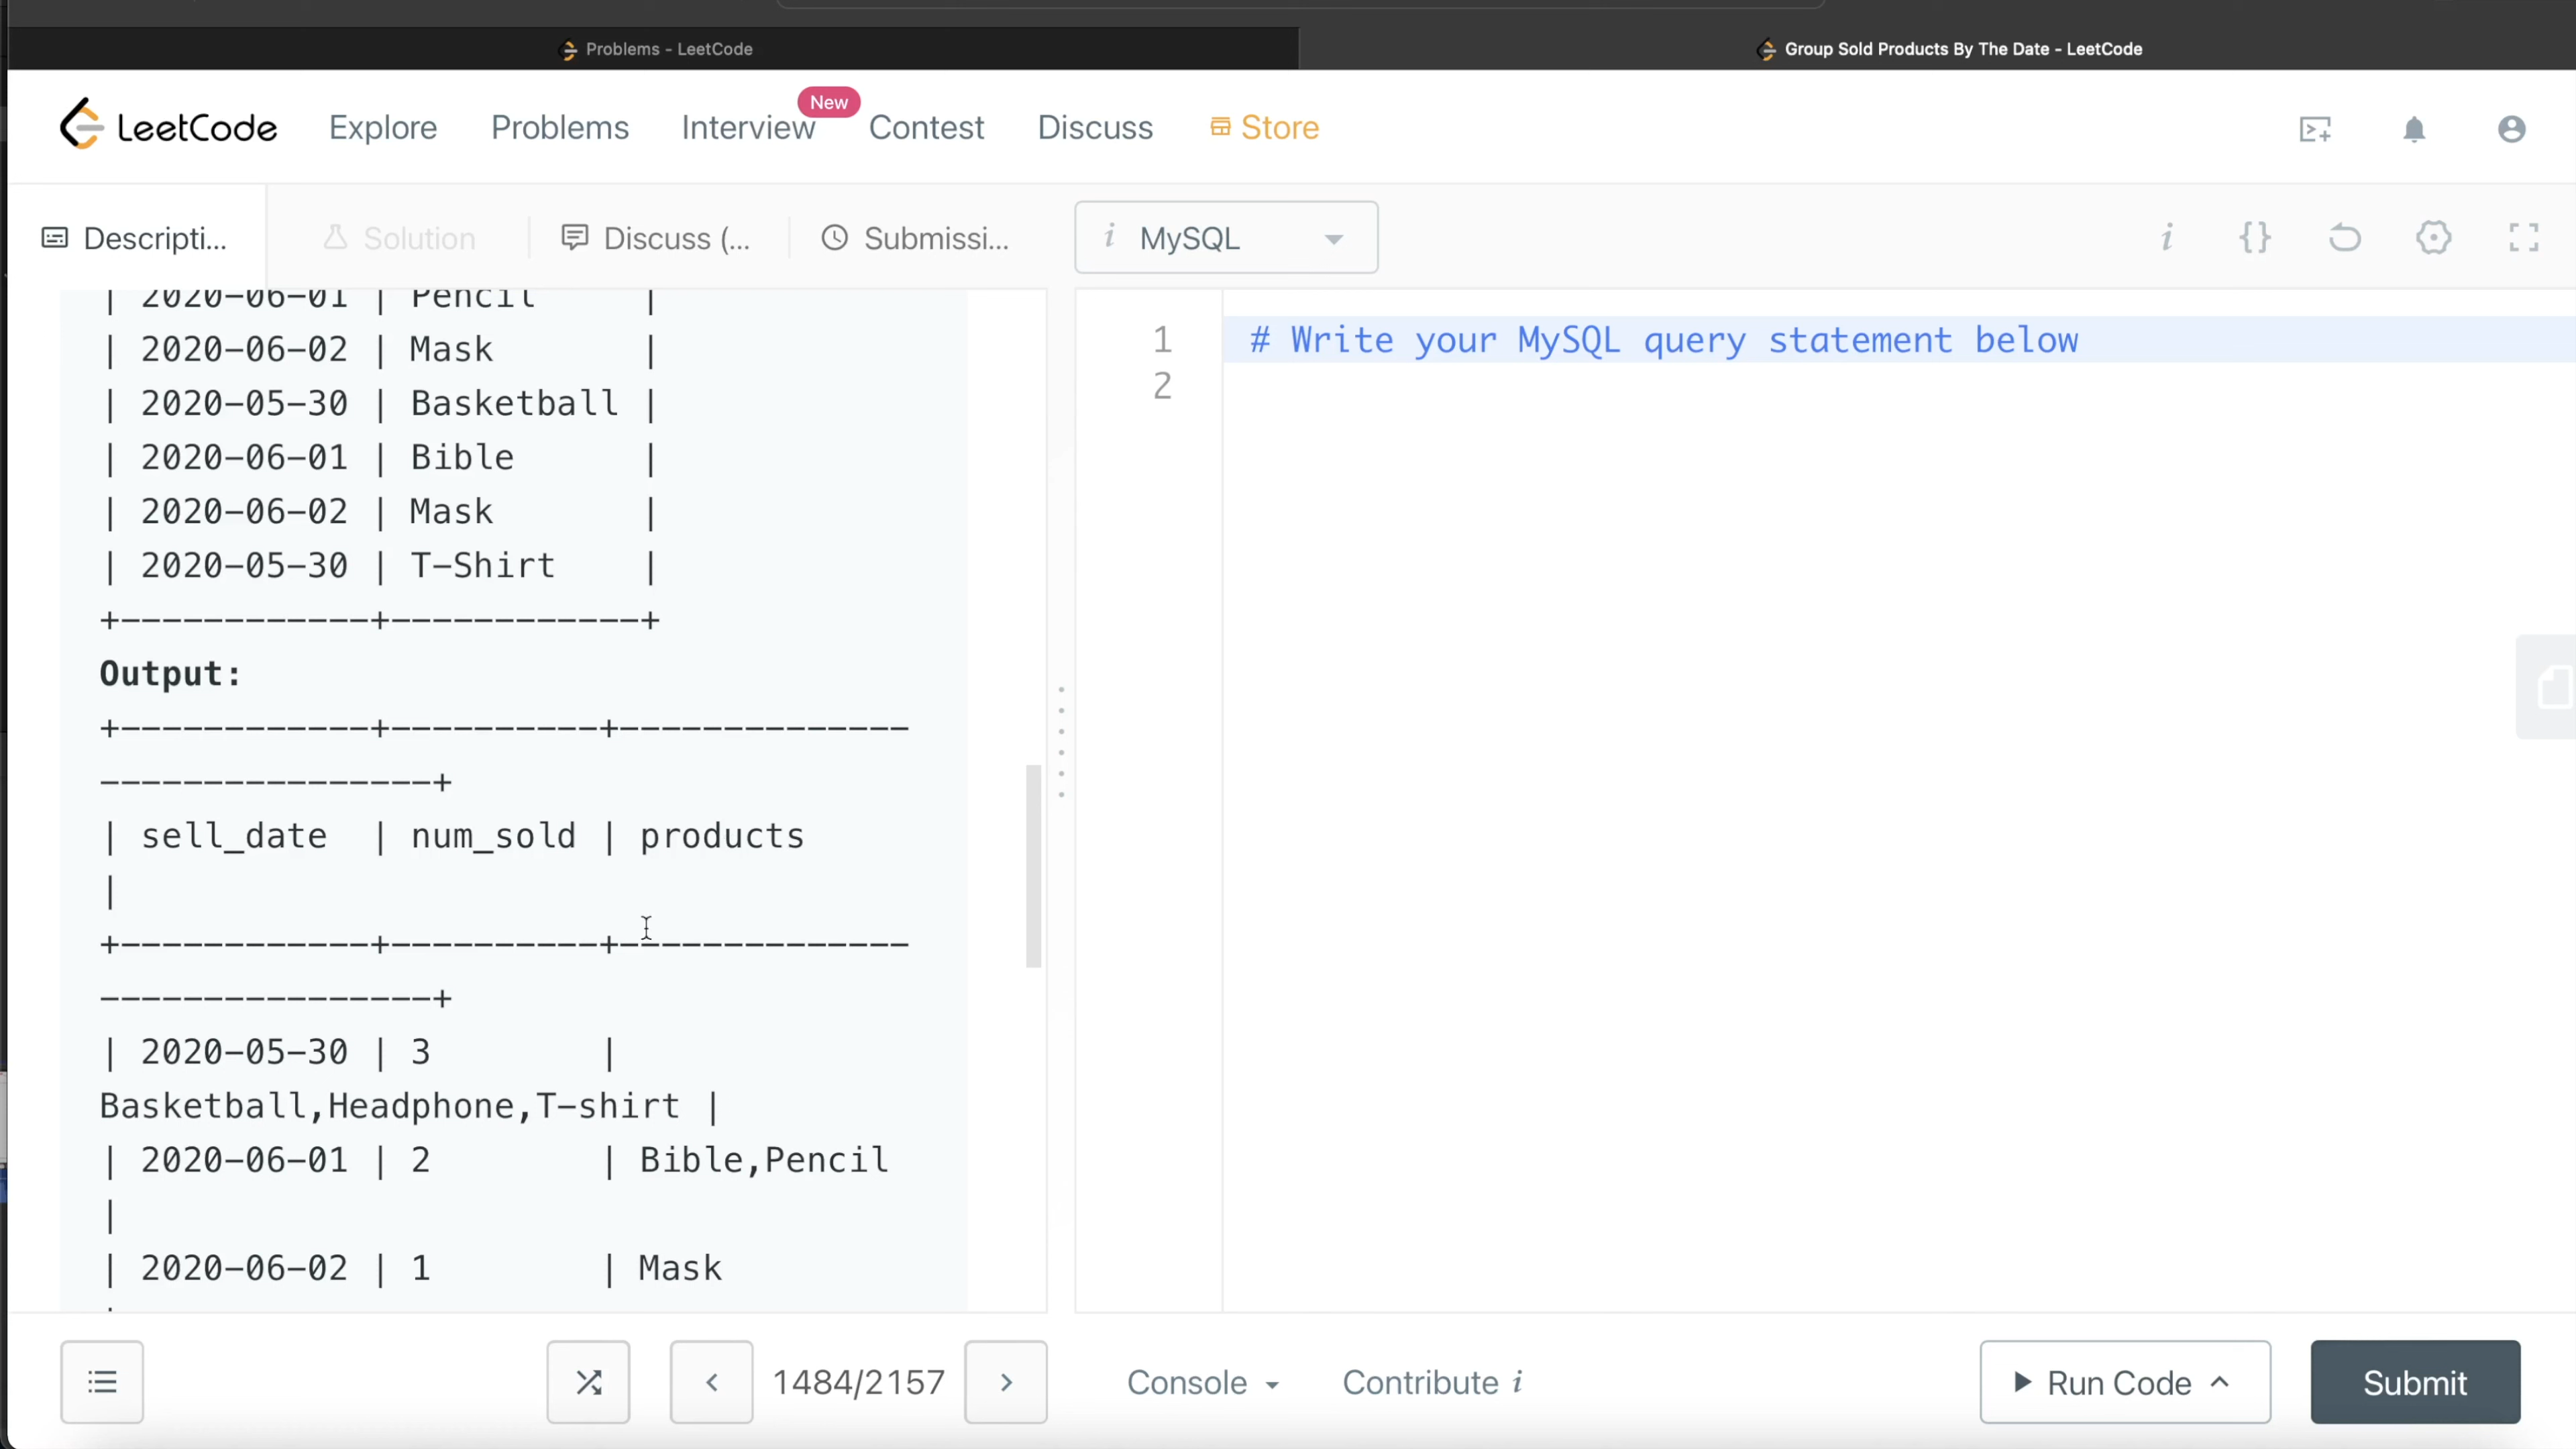 Problems - LeetCode
Group Sold Products By The Date - LeetCode
LeetCode Explore Problems Interview New Contest Discuss Store
Descripti... Solution Discuss (... Submissi... i MySQL i {}
| 2020-06-01 | Pencil |
| 2020-06-02 | Mask |
| 2020-05-30 | Basketball |
| 2020-06-01 | Bible |
| 2020-06-02 | Mask |
| 2020-05-30 | T-Shirt |
+------------+------------+
Output:
+------------+----------+--------------
----------------+
| sell_date | num_sold | products
|
+------------+----------+--------------
----------------+
| 2020-05-30 | 3 |
Basketball,Headphone,T-shirt |
| 2020-06-01 | 2 | Bible,Pencil
|
| 2020-06-02 | 1 | Mask
1 # Write your MySQL query statement below
2
1484/2157
Console Contribute i
Run Code Submit